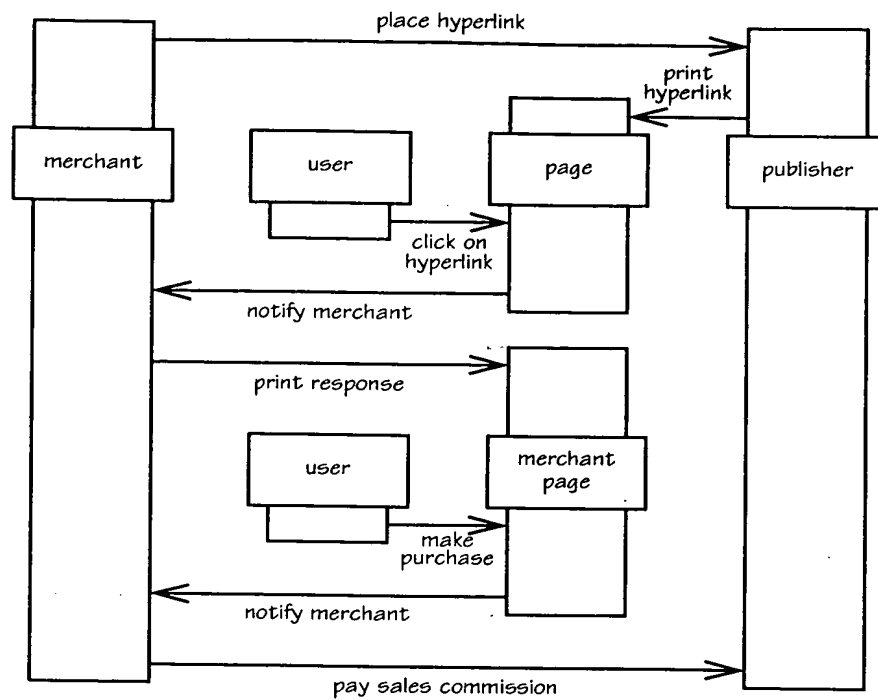 place hyperlink
print
hyperlink
merchant
user
page
publisher
click on
hyperlink
notify merchant
print response
user
merchant
page
make
purchase
notify merchant
pay sales commission